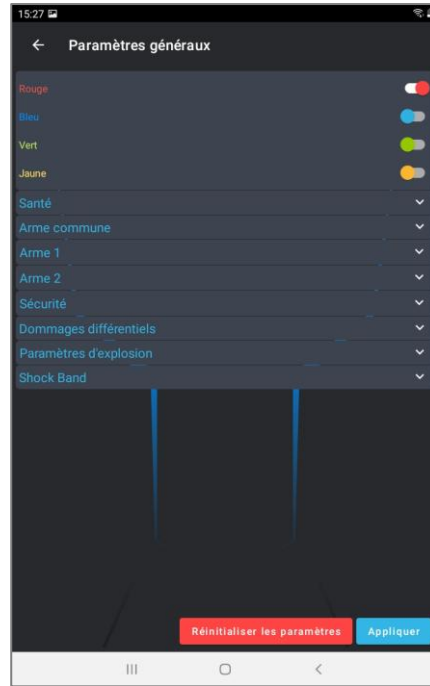 15:27
Paramètres généraux
Rouge
Bleu
Vert
Jaune
Santé
Arme commune
Arme 1
Arme 2
Sécurité
Dommages différentiels
Paramètres d'explosion
Shock Band
Réinitialiser les paramètres Appliquer